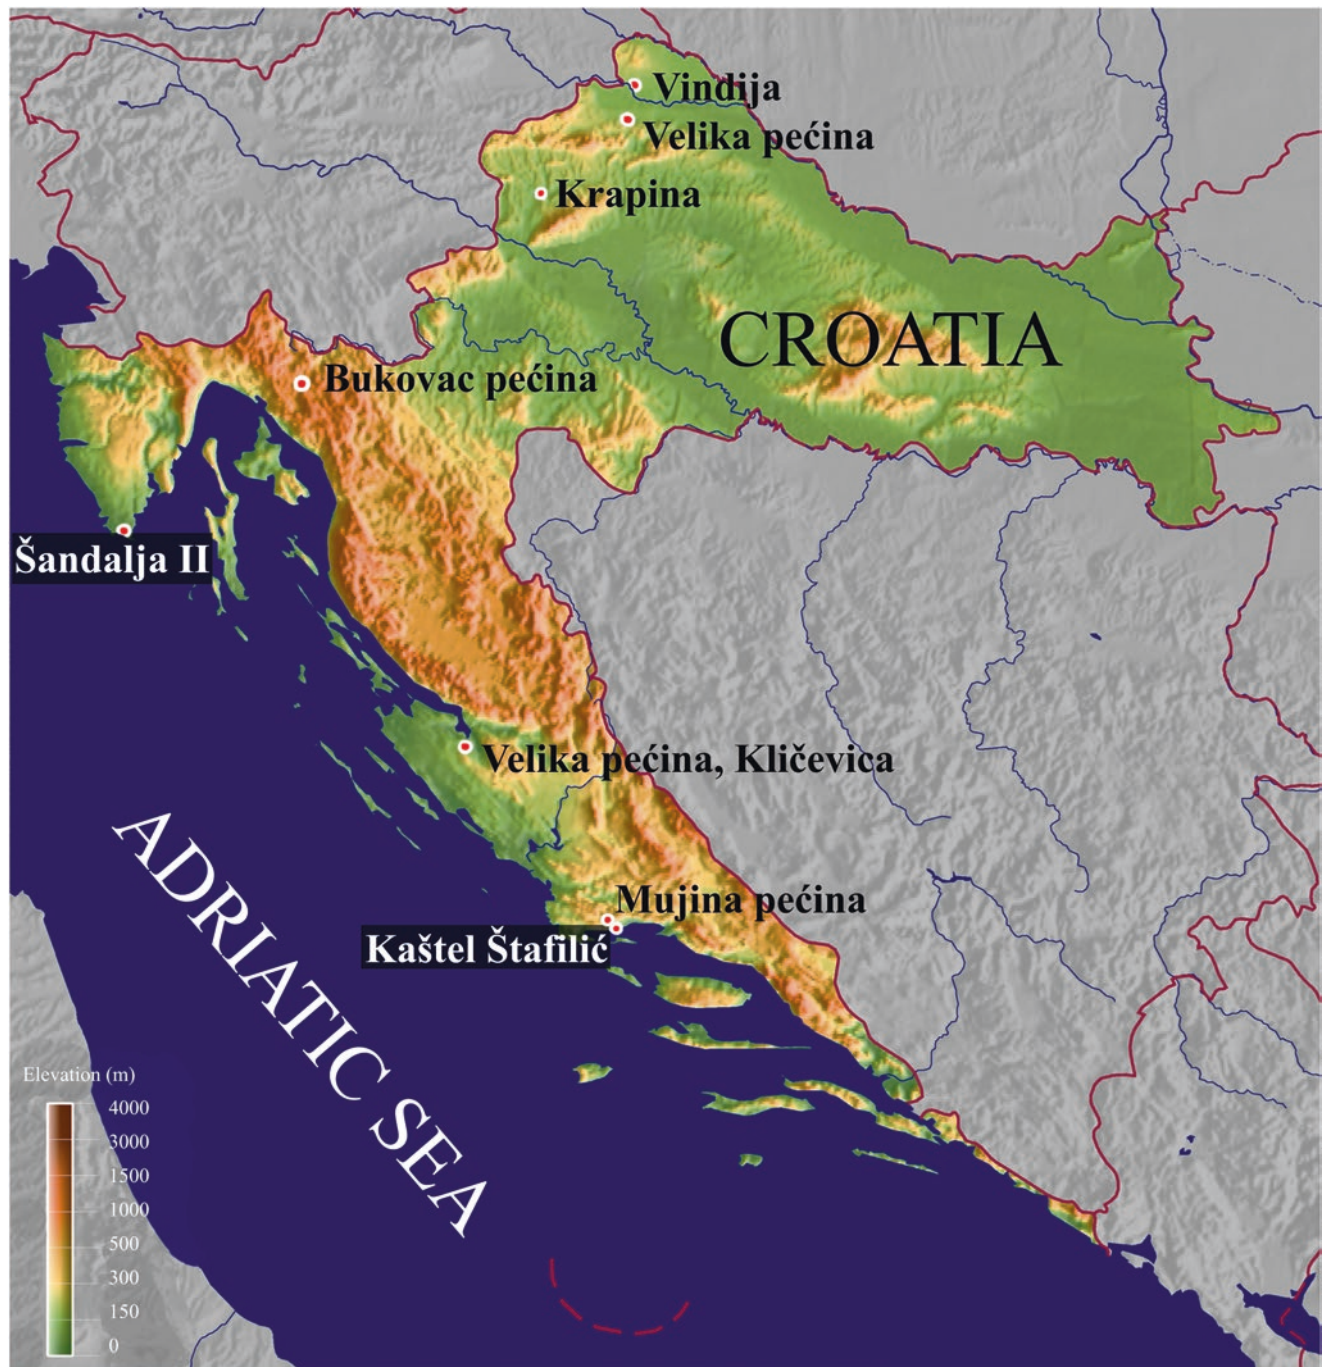 Vindija
Velika pećina
Krapina
CROATIA
Bukovac pećina
Šandalja II
Velika pećina, Kličevica
ADRIATIC SEA
Mujina pećina
Kaštel Štafilić
Elevation (m)
4000
3000
1500
1000
500
300
150
0